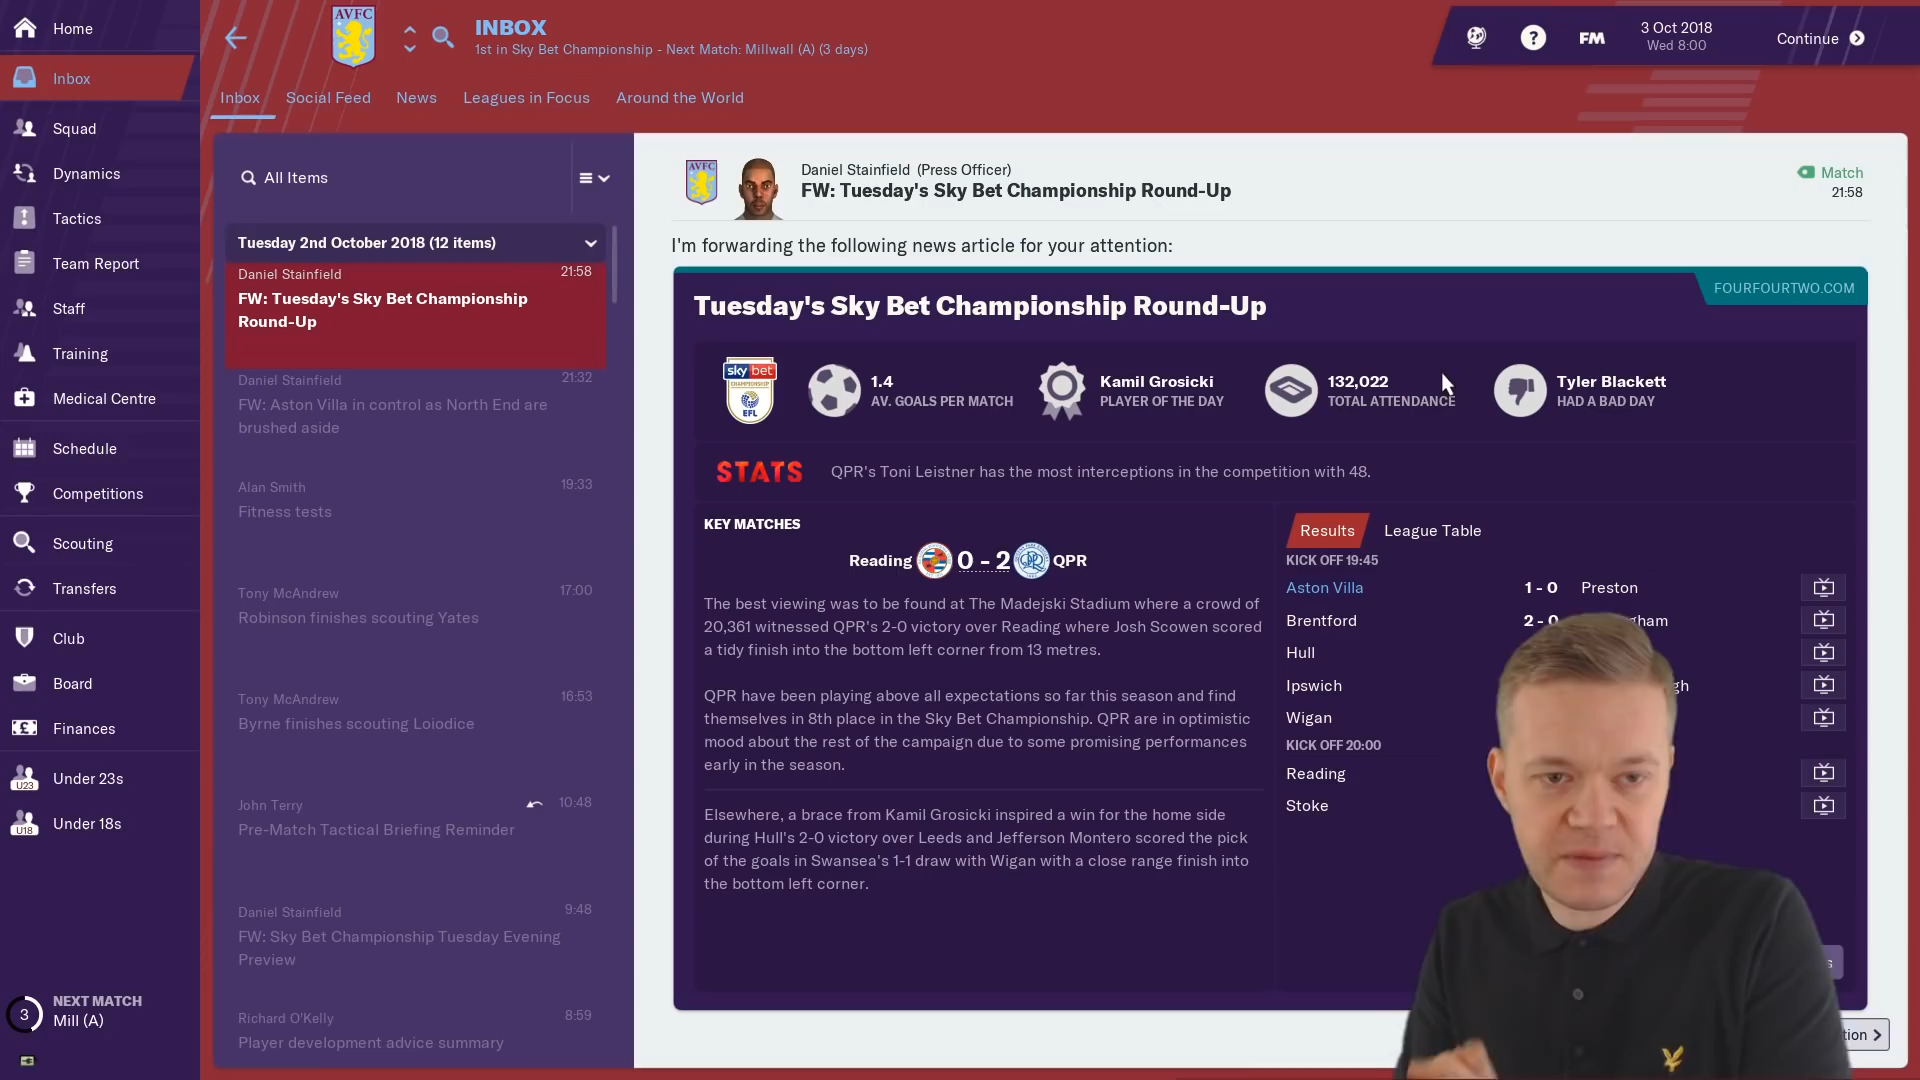 Home
Inbox
Squad
Dynamics
Tactics
Team Report
Staff
Training
Medical Centre
Schedule
Competitions
Scouting
Transfers
Club
Board
Finances
U23
Under 23s
U18
Under 18s
NEXT MATCH
3
Mill (A)
AVFC
INBOX
1st in Sky Bet Championship - Next Match: Millwall (A) (3 days)
?
FM
3 Oct 2018
Wed 8:00
Continue
Inbox
Social Feed
News
Leagues in Focus
Around the World
All Items
Tuesday 2nd October 2018 (12 items)
Daniel Stainfield 21:58
FW: Tuesday's Sky Bet Championship
Round-Up
Daniel Stainfield 21:32
FW: Aston Villa in control as North End are
brushed aside
Alan Smith 19:33
Fitness tests
Tony McAndrew 17:00
Robinson finishes scouting Yates
Tony McAndrew 16:53
Byrne finishes scouting Loiodice
John Terry 10:48
Pre-Match Tactical Briefing Reminder
Daniel Stainfield 9:48
FW: Sky Bet Championship Tuesday Evening
Preview
Richard O'Kelly 8:59
Player development advice summary
AVFC
Daniel Stainfield (Press Officer)
FW: Tuesday's Sky Bet Championship Round-Up
Match
21:58
I'm forwarding the following news article for your attention:
FOURFOURTWO.COM
Tuesday's Sky Bet Championship Round-Up
sky bet
CHAMPIONSHIP
EFL
1.4
AV. GOALS PER MATCH
Kamil Grosicki
PLAYER OF THE DAY
132,022
TOTAL ATTENDANCE
Tyler Blackett
HAD A BAD DAY
STATS
QPR's Toni Leistner has the most interceptions in the competition with 48.
KEY MATCHES
Reading 0 - 2 QPR
The best viewing was to be found at The Madejski Stadium where a crowd of
20,361 witnessed QPR's 2-0 victory over Reading where Josh Scowen scored
a tidy finish into the bottom left corner from 13 metres.
QPR have been playing above all expectations so far this season and find
themselves in 8th place in the Sky Bet Championship. QPR are in optimistic
mood about the rest of the campaign due to some promising performances
early in the season.
Elsewhere, a brace from Kamil Grosicki inspired a win for the home side
during Hull's 2-0 victory over Leeds and Jefferson Montero scored the pick
of the goals in Swansea's 1-1 draw with Wigan with a close range finish into
the bottom left corner.
Results
League Table
KICK OFF 19:45
Aston Villa 1 - 0 Preston
Brentford 2 - 0
Hull
Ipswich
Wigan
KICK OFF 20:00
Reading
Stoke